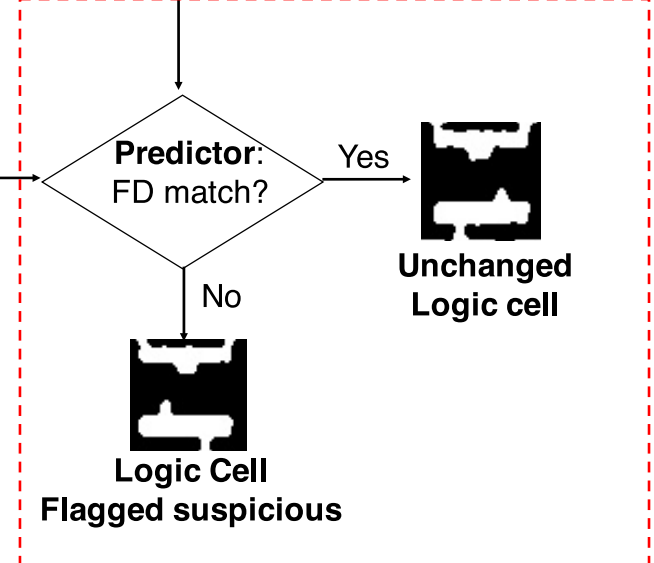 Predictor:
FD match?
Yes
Unchanged
Logic cell
No
Logic Cell
Flagged suspicious